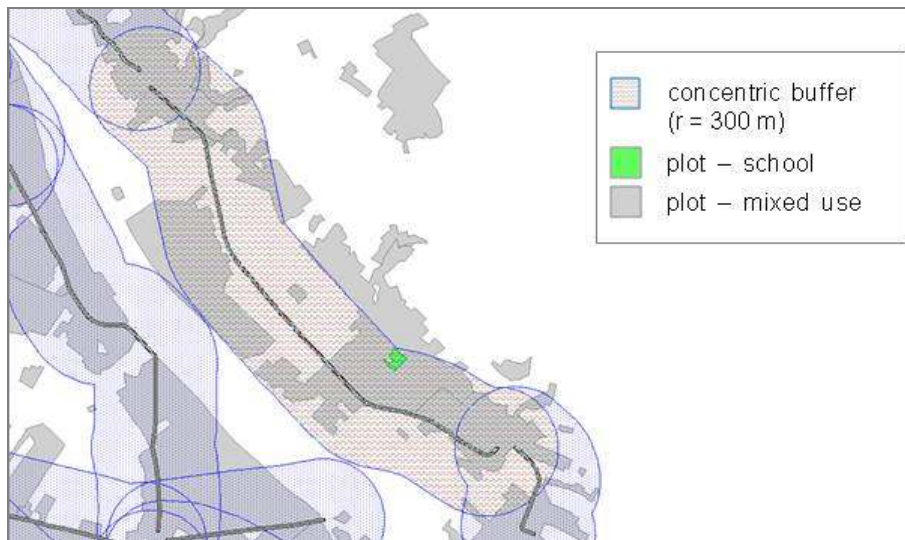 concentric buffer
(r = 300 m)
plot – school
plot – mixed use